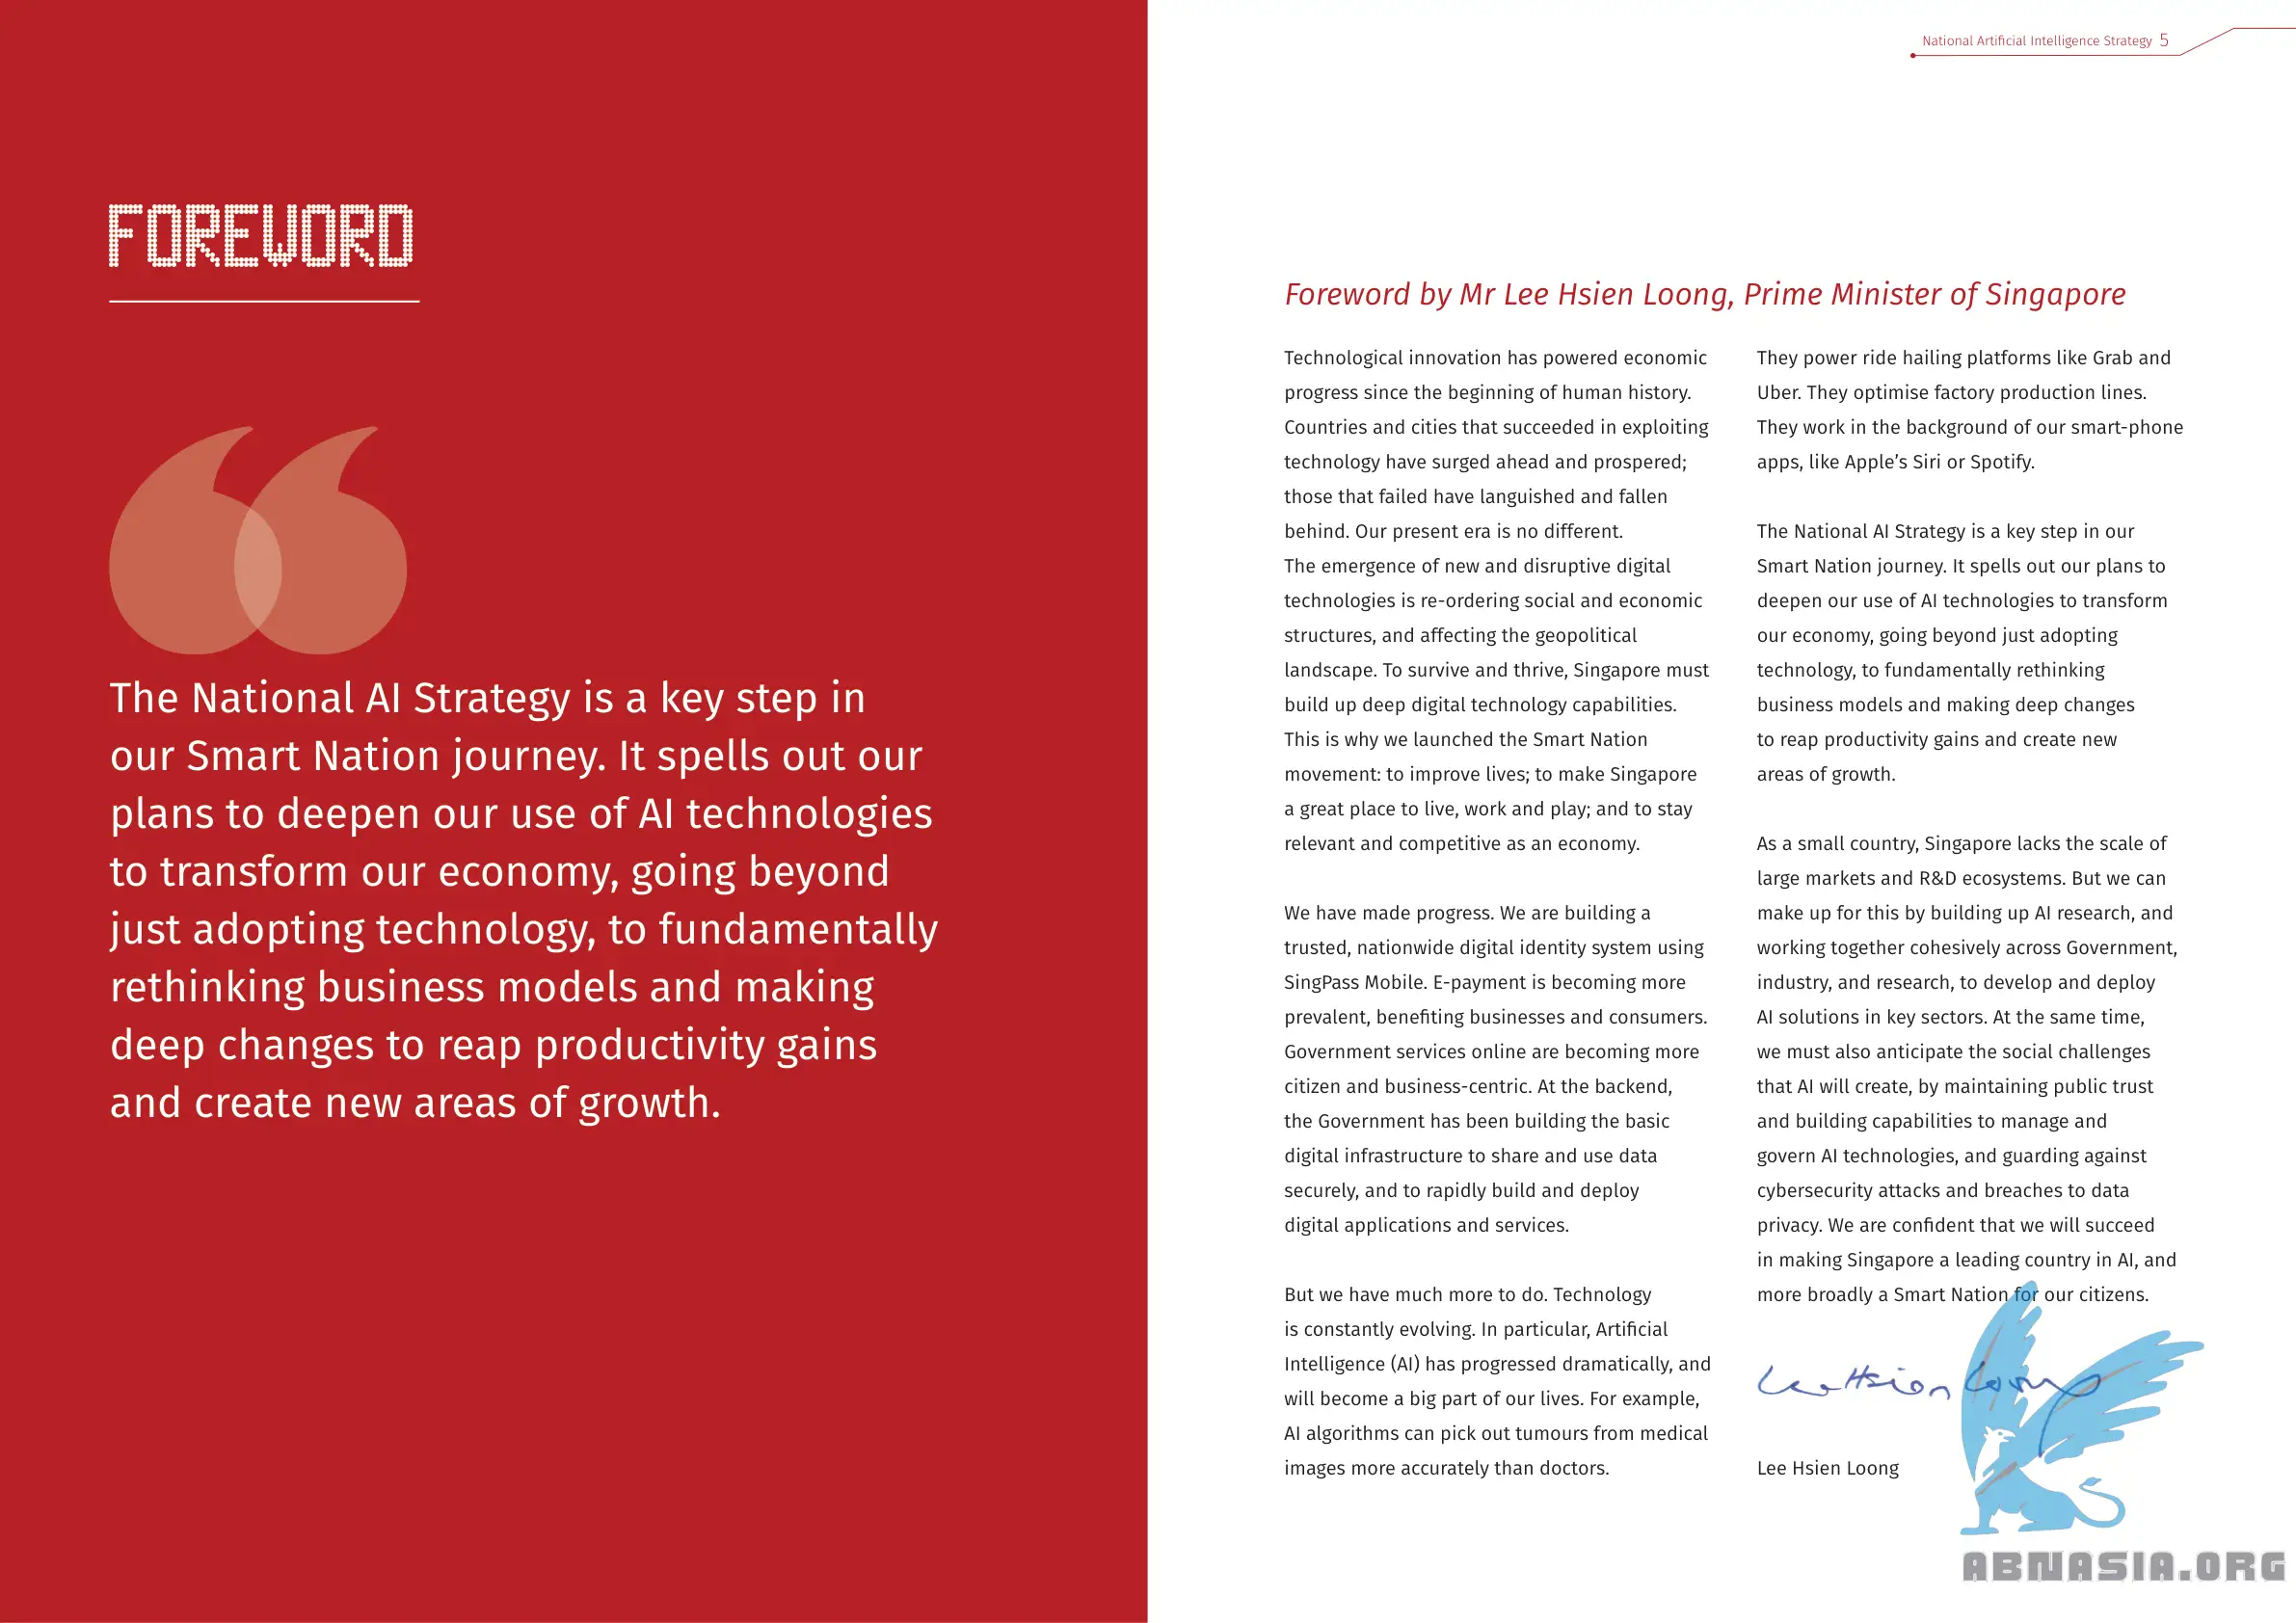 FOREWORD
The National AI Strategy is a key step in
our Smart Nation journey. It spells out our
plans to deepen our use of AI technologies
to transform our economy, going beyond
just adopting technology, to fundamentally
rethinking business models and making
deep changes to reap productivity gains
and create new areas of growth.
National Artificial Intelligence Strategy 5
Foreword by Mr Lee Hsien Loong, Prime Minister of Singapore
Technological innovation has powered economic
progress since the beginning of human history.
Countries and cities that succeeded in exploiting
technology have surged ahead and prospered;
those that failed have languished and fallen
behind. Our present era is no different.
The emergence of new and disruptive digital
technologies is re-ordering social and economic
structures, and affecting the geopolitical
landscape. To survive and thrive, Singapore must
build up deep digital technology capabilities.
This is why we launched the Smart Nation
movement: to improve lives; to make Singapore
a great place to live, work and play; and to stay
relevant and competitive as an economy.
We have made progress. We are building a
trusted, nationwide digital identity system using
SingPass Mobile. E-payment is becoming more
prevalent, benefiting businesses and consumers.
Government services online are becoming more
citizen and business-centric. At the backend,
the Government has been building the basic
digital infrastructure to share and use data
securely, and to rapidly build and deploy
digital applications and services.
But we have much more to do. Technology
is constantly evolving. In particular, Artificial
Intelligence (AI) has progressed dramatically, and
will become a big part of our lives. For example,
AI algorithms can pick out tumours from medical
images more accurately than doctors.
They power ride hailing platforms like Grab and
Uber. They optimise factory production lines.
They work in the background of our smart-phone
apps, like Apple’s Siri or Spotify.
The National AI Strategy is a key step in our
Smart Nation journey. It spells out our plans to
deepen our use of AI technologies to transform
our economy, going beyond just adopting
technology, to fundamentally rethinking
business models and making deep changes
to reap productivity gains and create new
areas of growth.
As a small country, Singapore lacks the scale of
large markets and R&D ecosystems. But we can
make up for this by building up AI research, and
working together cohesively across Government,
industry, and research, to develop and deploy
AI solutions in key sectors. At the same time,
we must also anticipate the social challenges
that AI will create, by maintaining public trust
and building capabilities to manage and
govern AI technologies, and guarding against
cybersecurity attacks and breaches to data
privacy. We are confident that we will succeed
in making Singapore a leading country in AI, and
more broadly a Smart Nation for our citizens.
Lee Hsien Loong
Lee Hsien Loong
ABNASIA.ORG